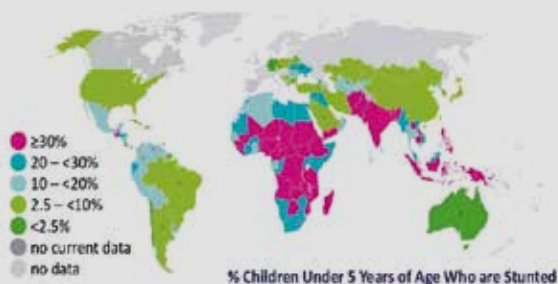 ≥30%
20 – <30%
10 – <20%
2.5 – <10%
<2.5%
no current data
no data
% Children Under 5 Years of Age Who are Stunted